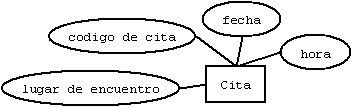 fecha
codigo de cita
hora
lugar de encuentro
Cita